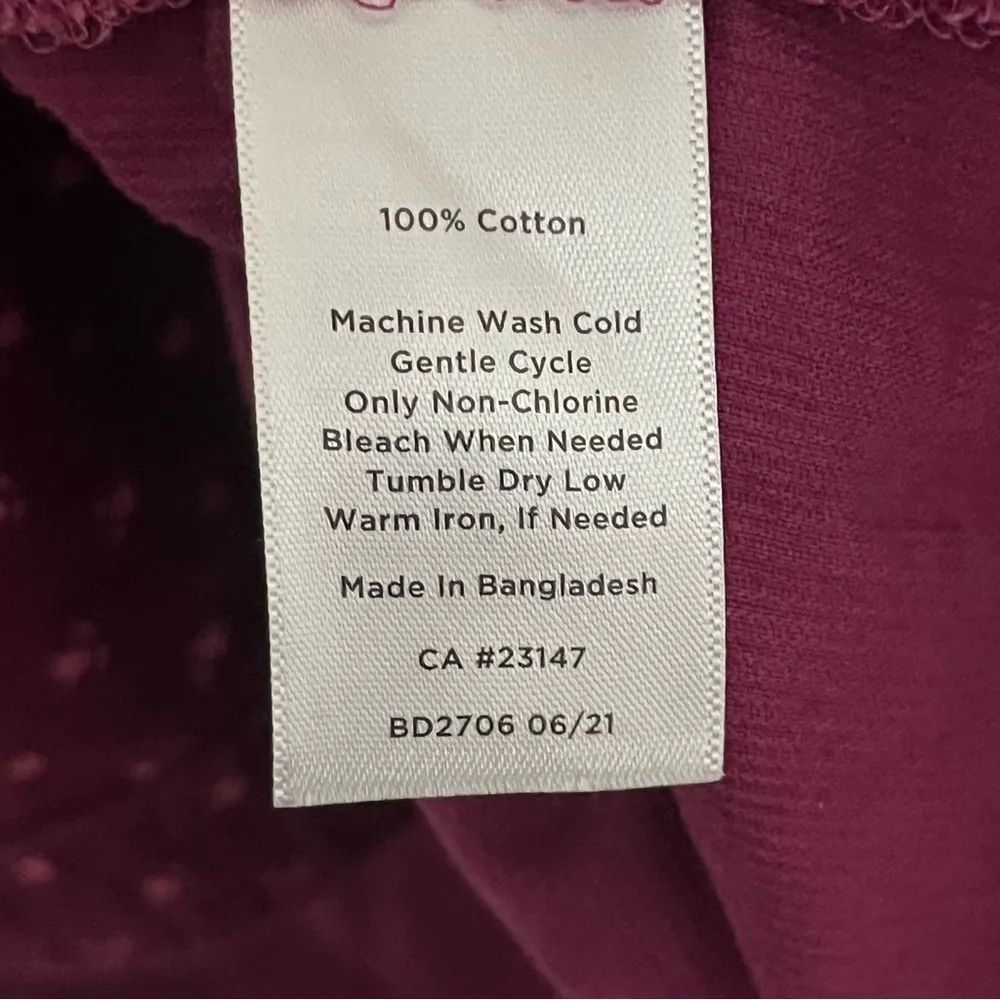 100% Cotton
Machine Wash Cold
Gentle Cycle
Only Non-Chlorine
Bleach When Needed
Tumble Dry Low
Warm Iron, If Needed
Made In Bangladesh
CA #23147
BD2706 06/21